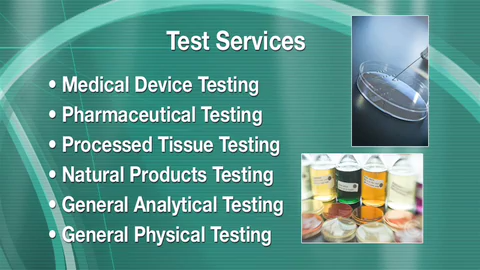 Test Services
• Medical Device Testing
• Pharmaceutical Testing
• Processed Tissue Testing
• Natural Products Testing
• General Analytical Testing
• General Physical Testing